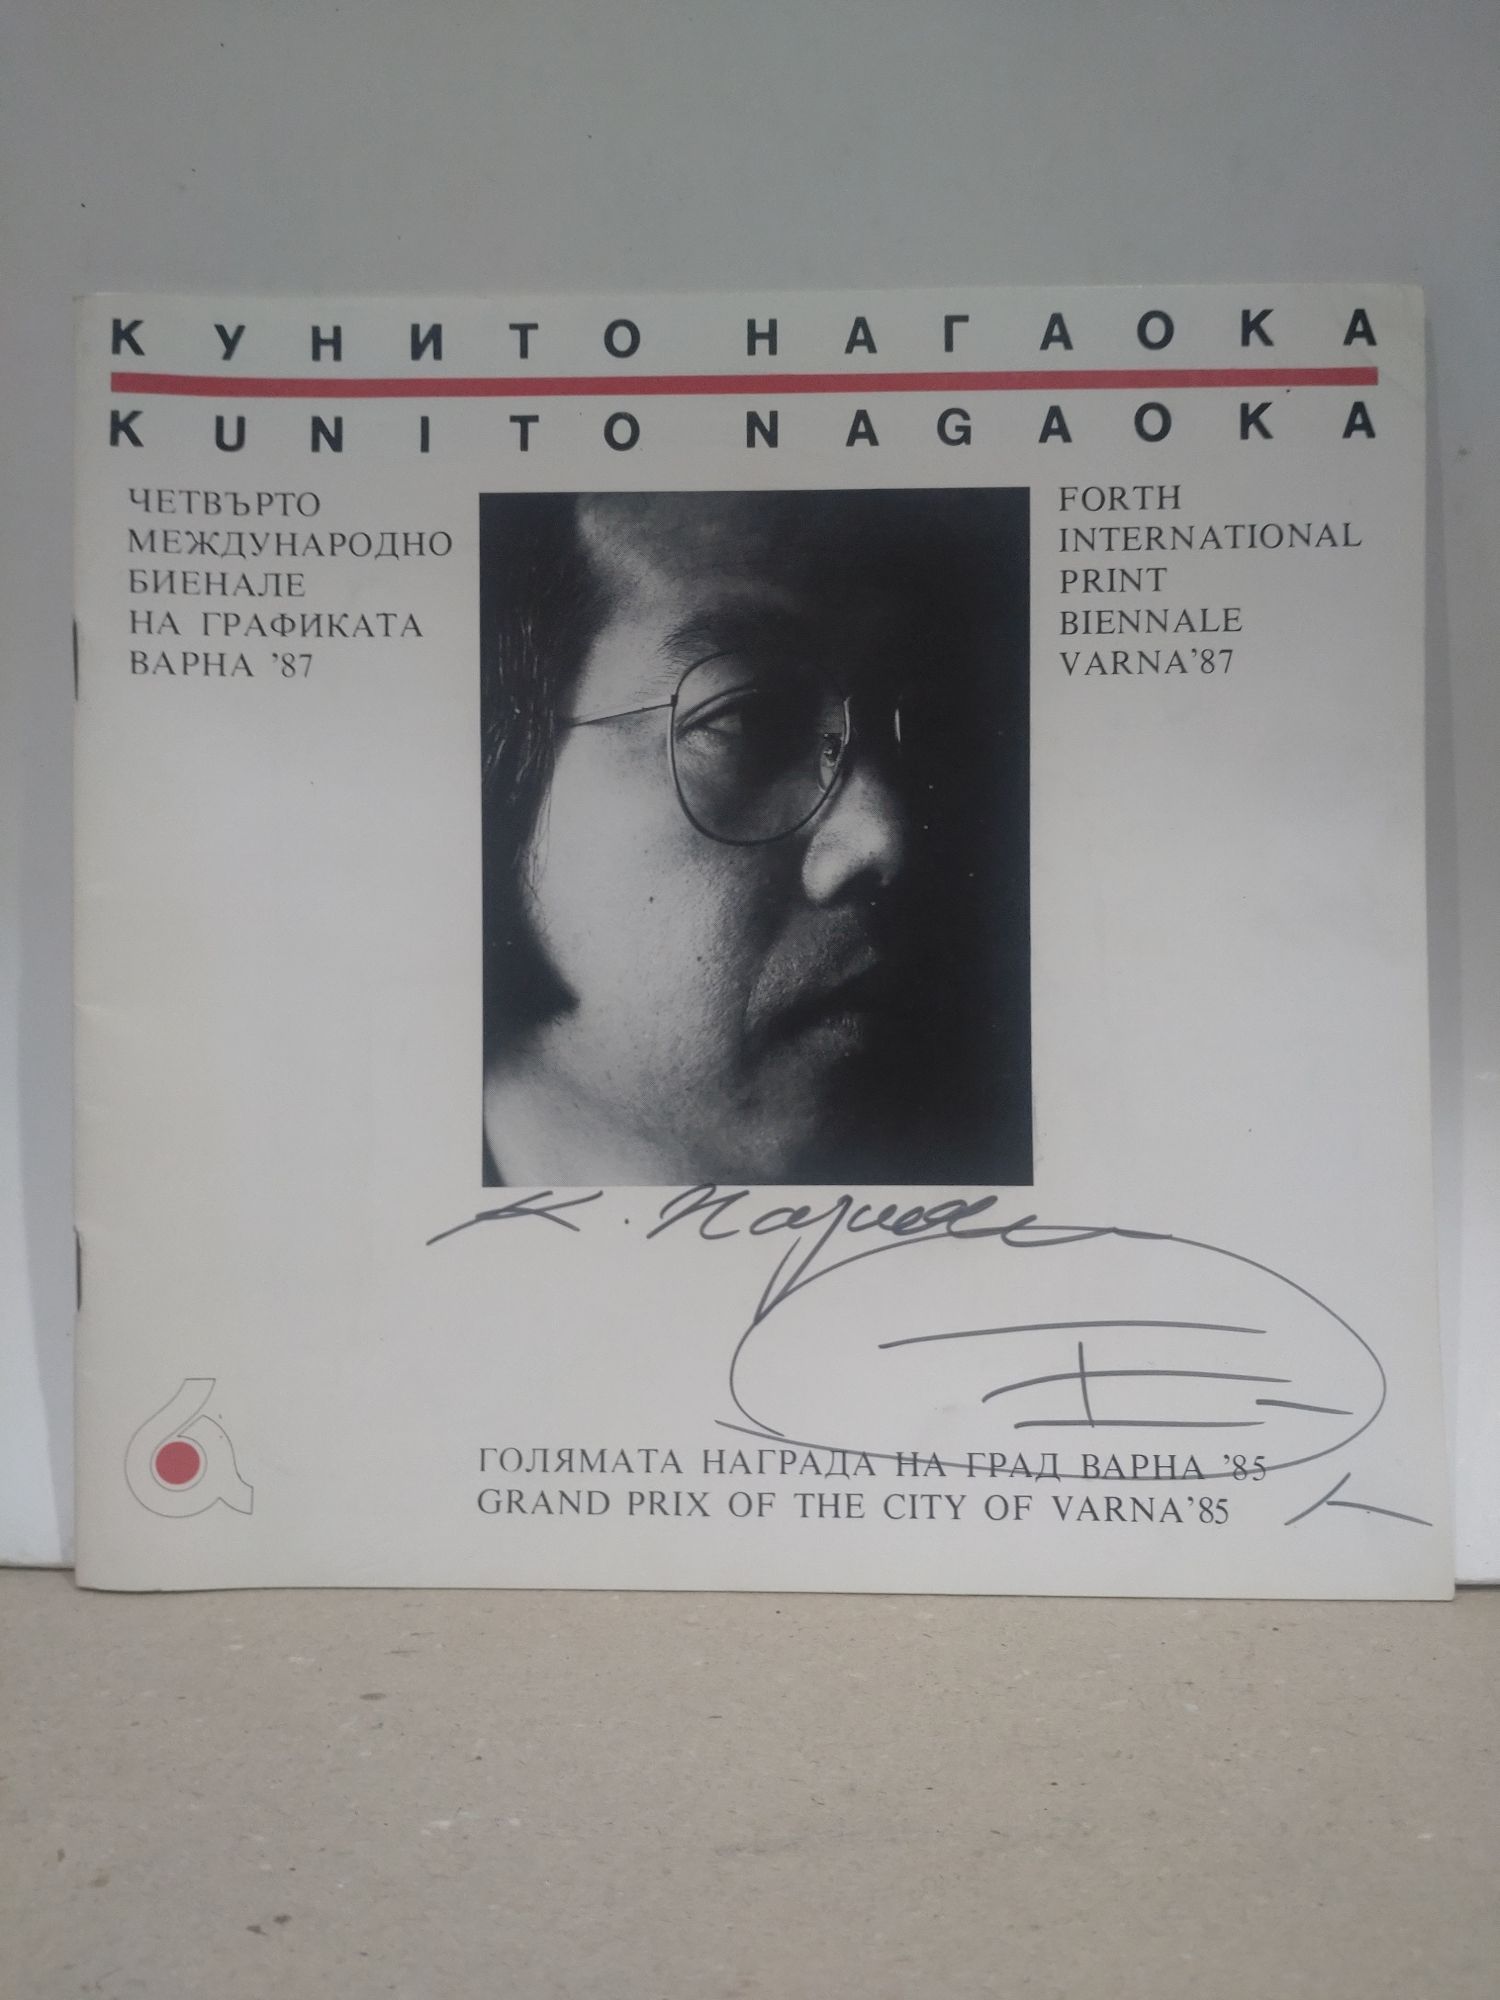 КУНИТО НАГАОКА
KUNITO NAGAOKA
ЧЕТВЪРТО
МЕЖДУНАРОДНО
БИЕНАЛЕ
НА ГРАФИКАТА
ВАРНА '87
FORTH
INTERNATIONAL
PRINT
BIENNALE
VARNA'87
ГОЛЯМАТА НАГРАДА НА ГРАД ВАРНА '85
GRAND PRIX OF THE CITY OF VARNA'85